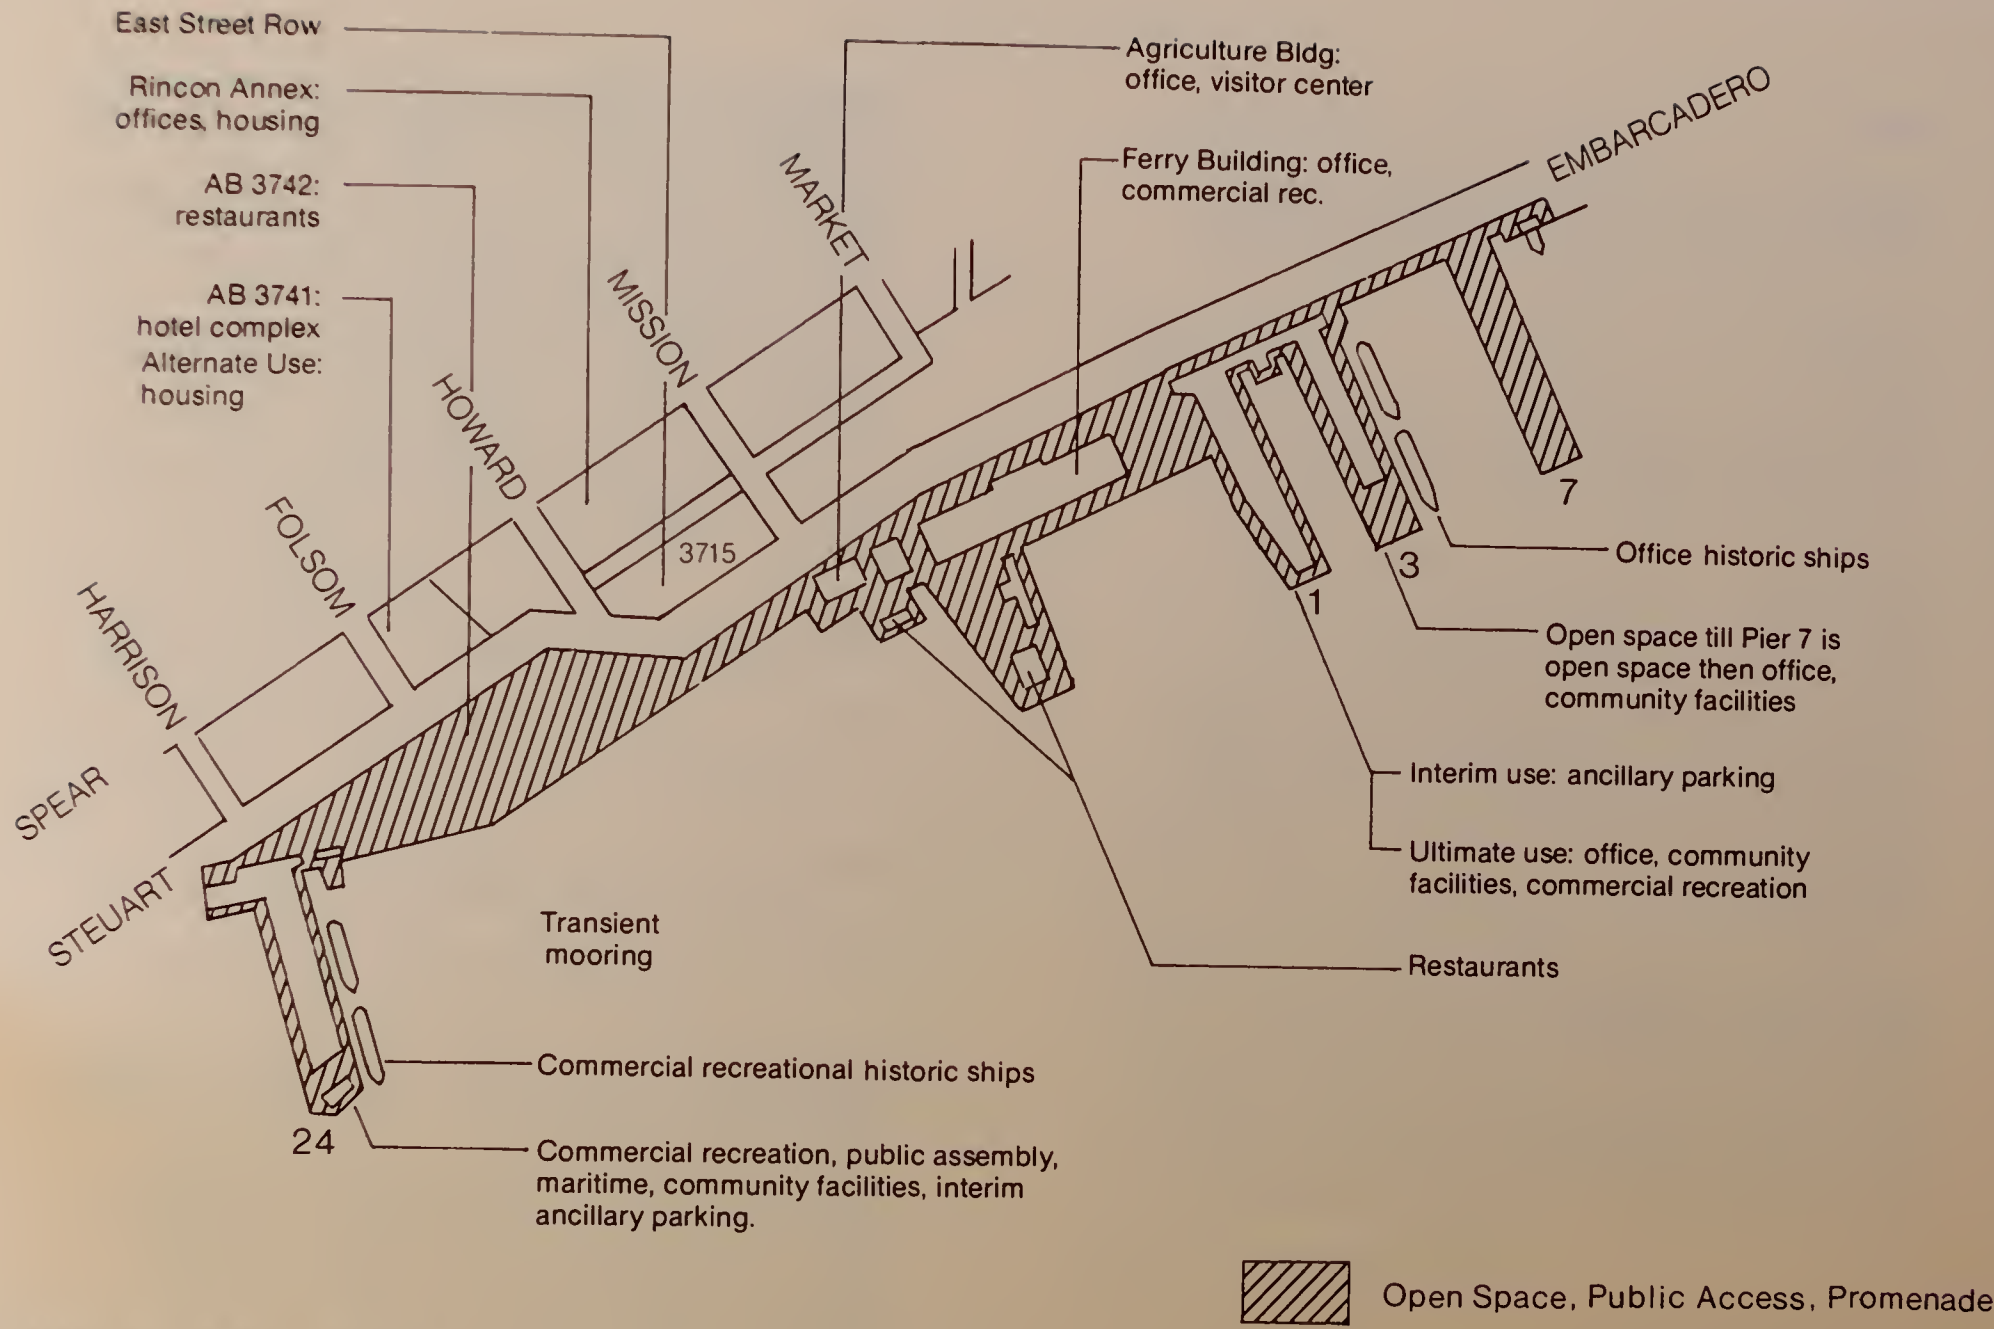 East Street Row
Rincon Annex:
offices, housing
AB 3742:
restaurants
AB 3741:
hotel complex
Alternate Use:
housing
Agriculture Bldg:
office, visitor center
Ferry Building: office,
commercial rec.
EMBARCADERO
MARKET
MISSION
HOWARD
FOLSOM
HARRISON
SPEAR
STEUART
3715
7
3
1
Office historic ships
Open space till Pier 7 is
open space then office,
community facilities
Interim use: ancillary parking
Ultimate use: office, community
facilities, commercial recreation
Restaurants
Transient
mooring
Commercial recreational historic ships
24
Commercial recreation, public assembly,
maritime, community facilities, interim
ancillary parking.
Open Space, Public Access, Promenade